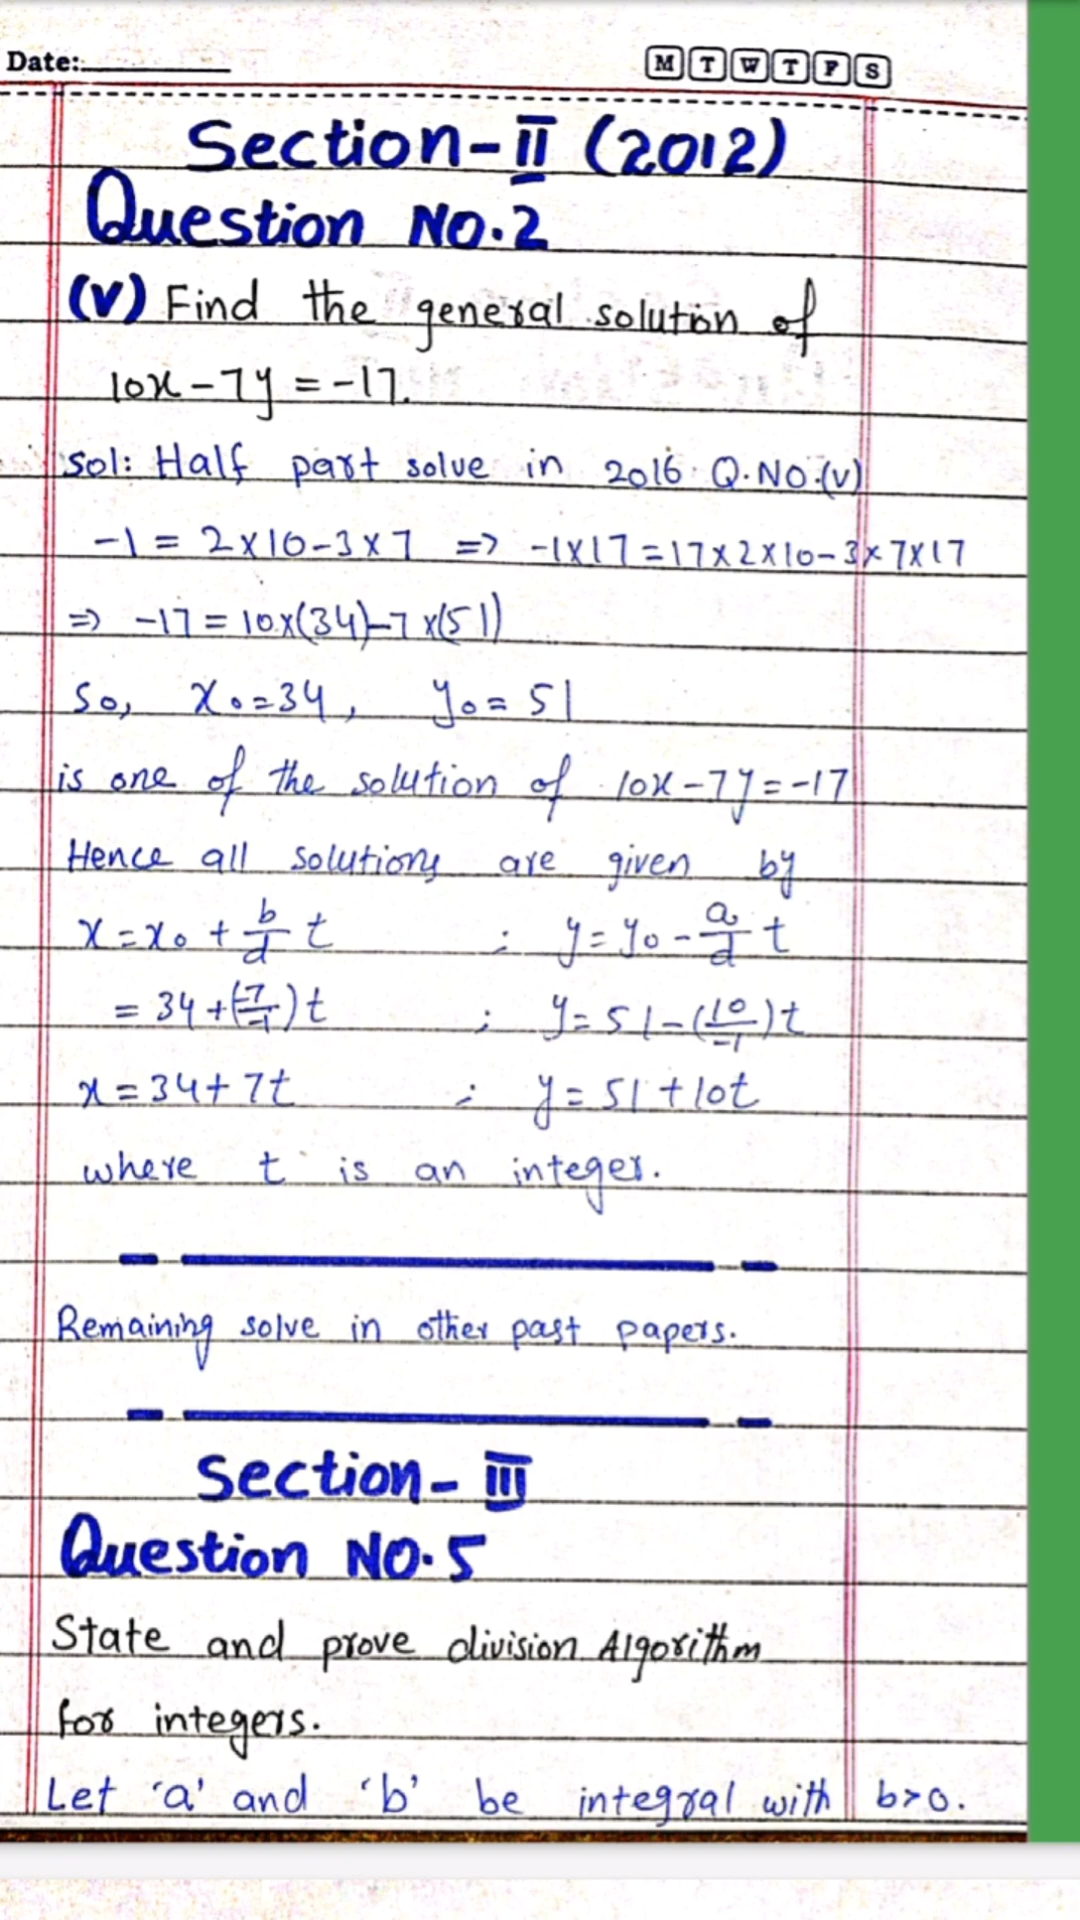 Date:
M T W T F S
Section-II (2012)
Question No.2
(v) Find the general solution of
10x-7y=-17.
Sol: Half part solve in 2016 Q.NO.(v)
-1 = 2x10-3x7 => -1x17=17x2x10-3x7x17
=> -17=10x(34)-7x(51)
So, x₀=34, y₀=51
is one of the solution of 10x-7y=-17
Hence all solutions are given by
x=x₀+b/d t ; y=y₀-a/d t
=34+(-7/-1)t ; y=51-(10/-1)t
x=34+7t ; y=51+10t
where t is an integer.
Remaining solve in other past papers.
Section-III
Question NO.5
State and prove division Algorithm
for integers.
Let 'a' and 'b' be integral with b>0.